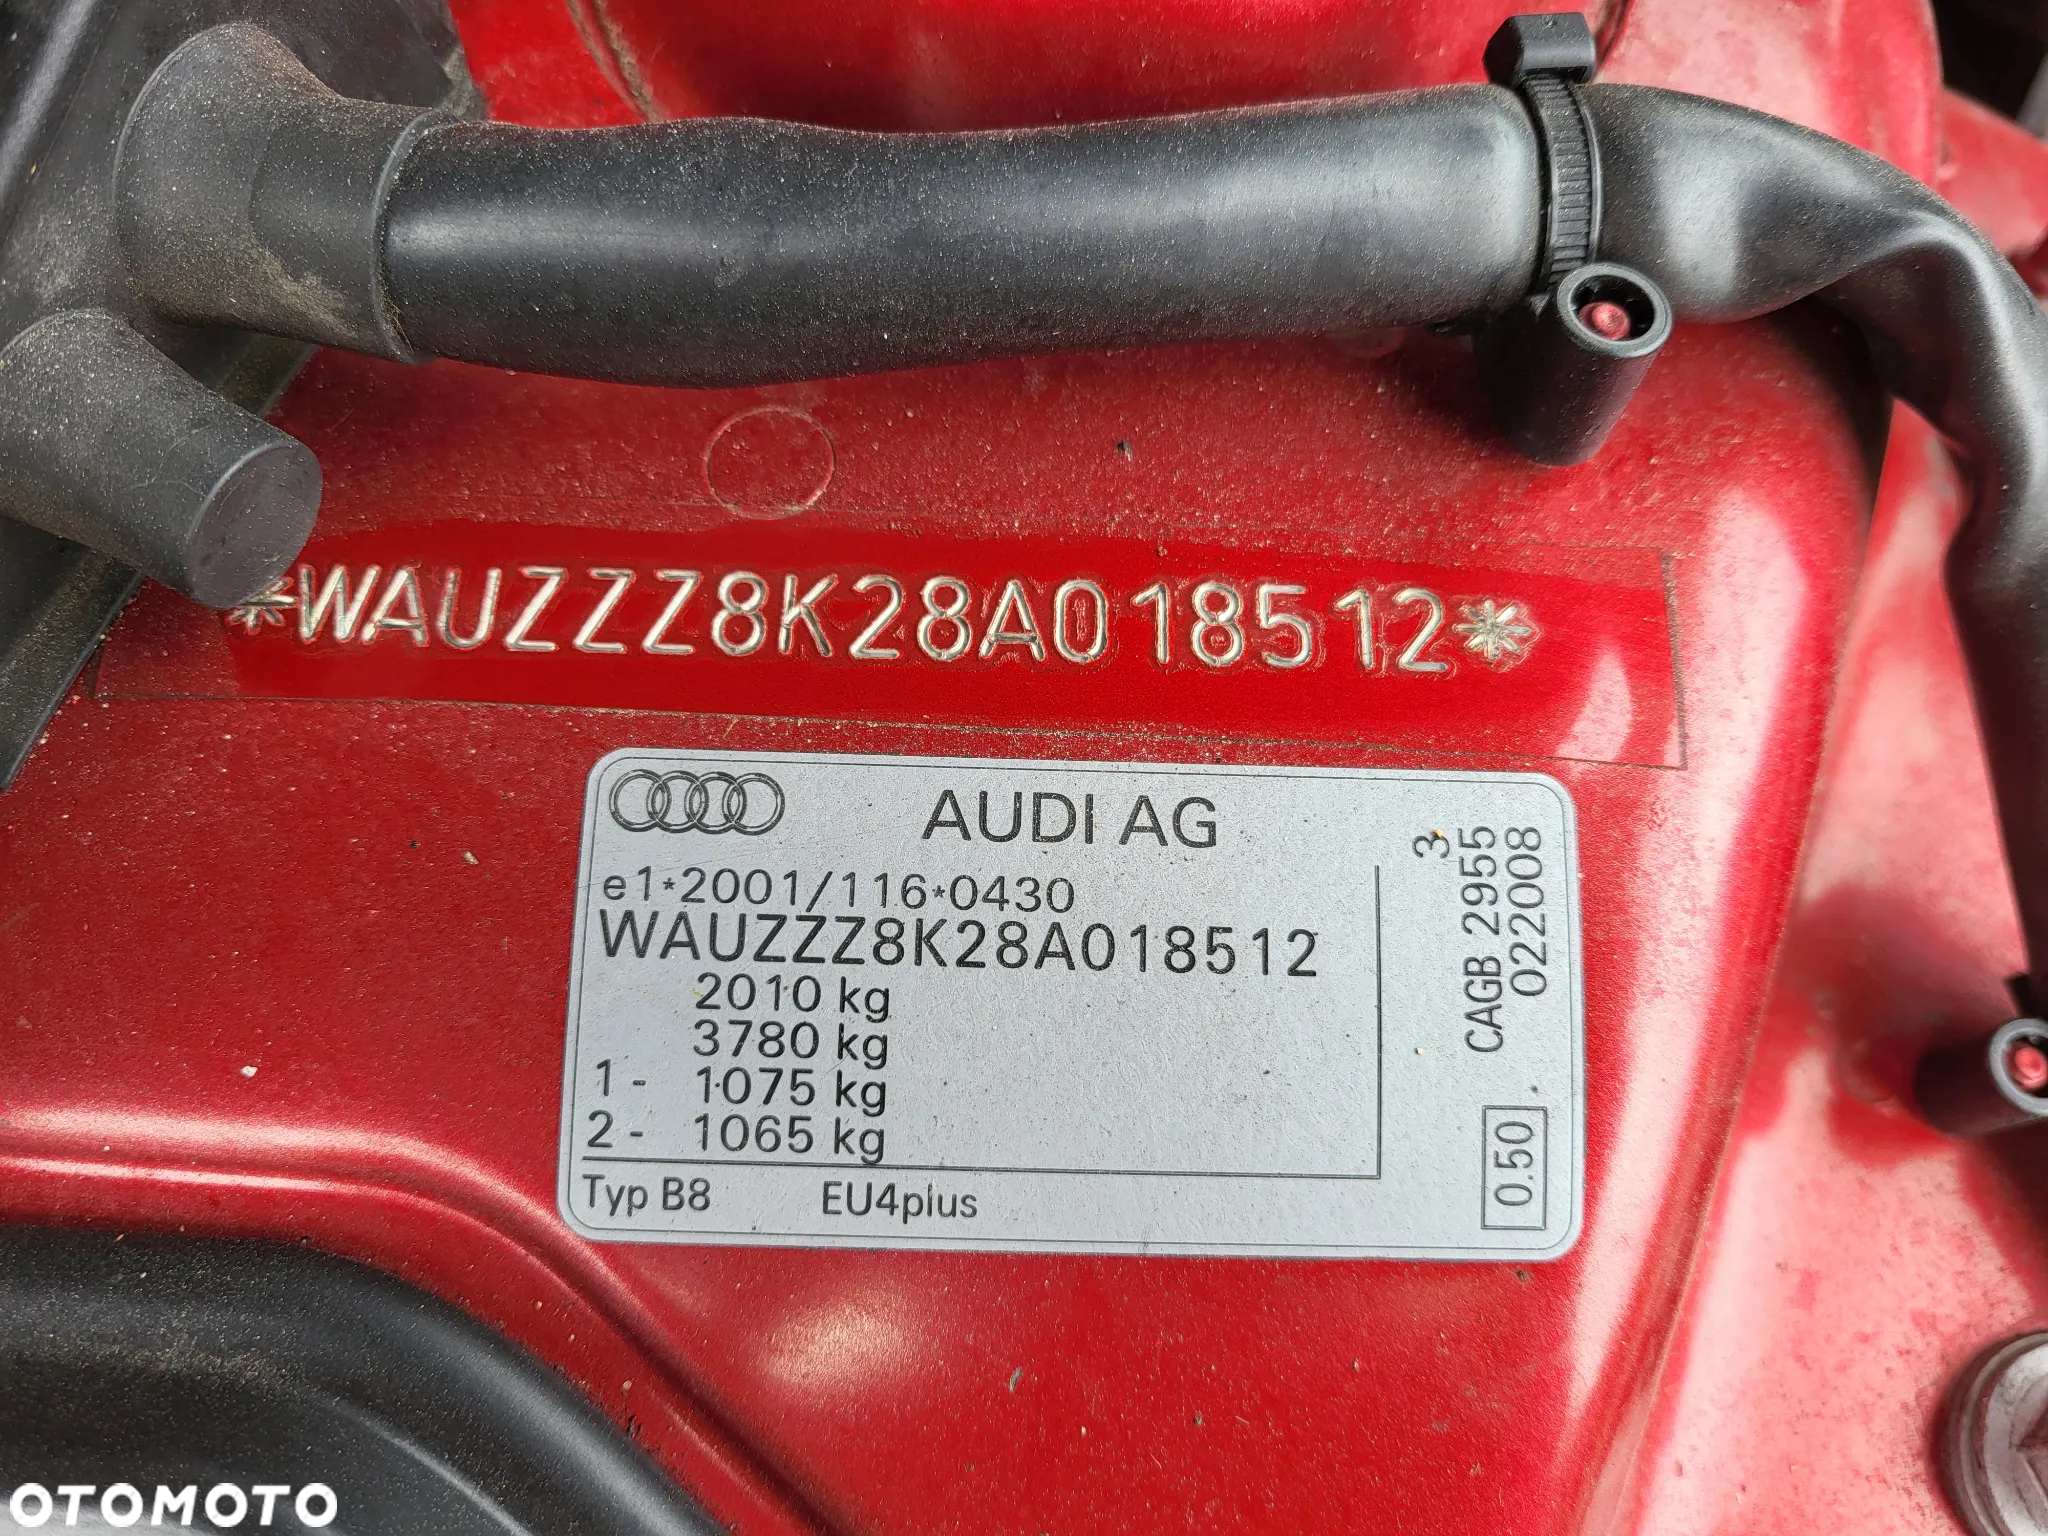 *WAUZZZ8K28A018512*
AUDI AG
e1*2001/116*0430
WAUZZZ8K28A018512
2010 kg
3780 kg
1- 1075 kg
2- 1065 kg
Typ B8 EU4plus
3
CAGB 2955
022008
0.50
OTOMOTO